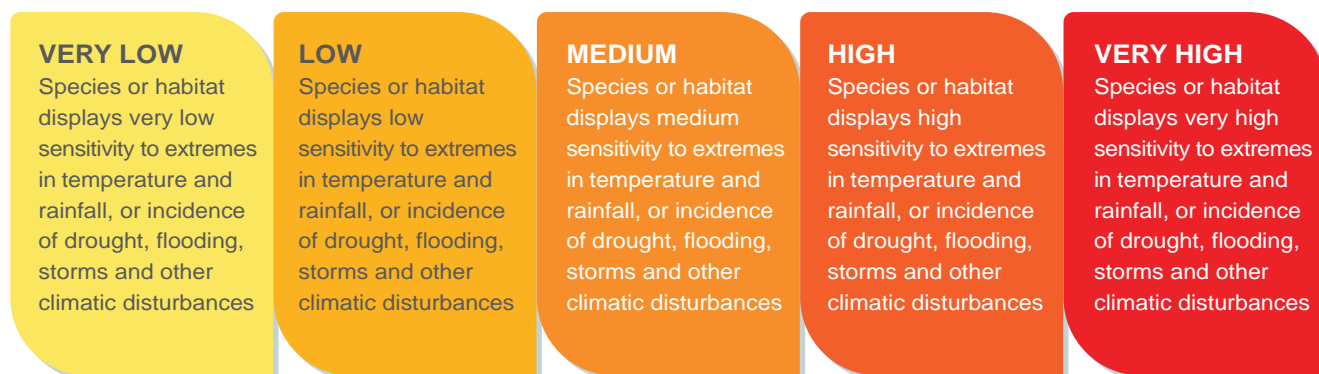 VERY LOW
Species or habitat
displays very low
sensitivity to extremes
in temperature and
rainfall, or incidence
of drought, flooding,
storms and other
climatic disturbances
LOW
Species or habitat
displays low
sensitivity to extremes
in temperature and
rainfall, or incidence
of drought, flooding,
storms and other
climatic disturbances
MEDIUM
Species or habitat
displays medium
sensitivity to extremes
in temperature and
rainfall, or incidence
of drought, flooding,
storms and other
climatic disturbances
HIGH
Species or habitat
displays high
sensitivity to extremes
in temperature and
rainfall, or incidence
of drought, flooding,
storms and other
climatic disturbances
VERY HIGH
Species or habitat
displays very high
sensitivity to extremes
in temperature and
rainfall, or incidence
of drought, flooding,
storms and other
climatic disturbances